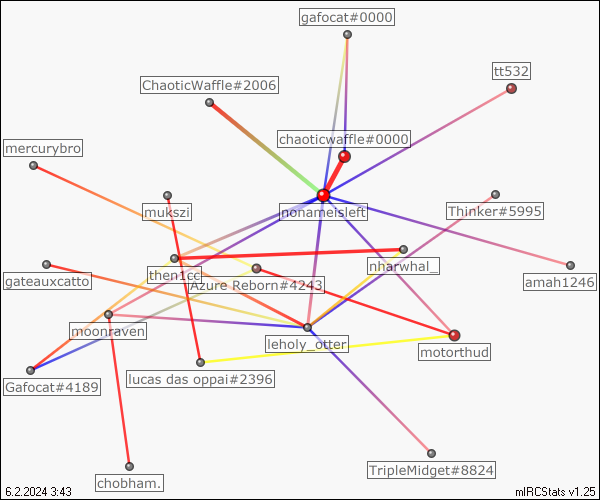 gafocat#0000
tt532
ChaoticWaffle#2006
chaoticwaffle#0000
mercurybro
mukszi
nonameisleft
Thinker#5995
nharwhal_
then1cc
gateauxcatto
Azure Reborn#4243
amah1246
moonraven
leholy_otter
motorthud
Gafocat#4189
lucas das oppai#2396
TripleMidget#8824
chobham.
6.2.2024 3:43
mIRCStats v1.25